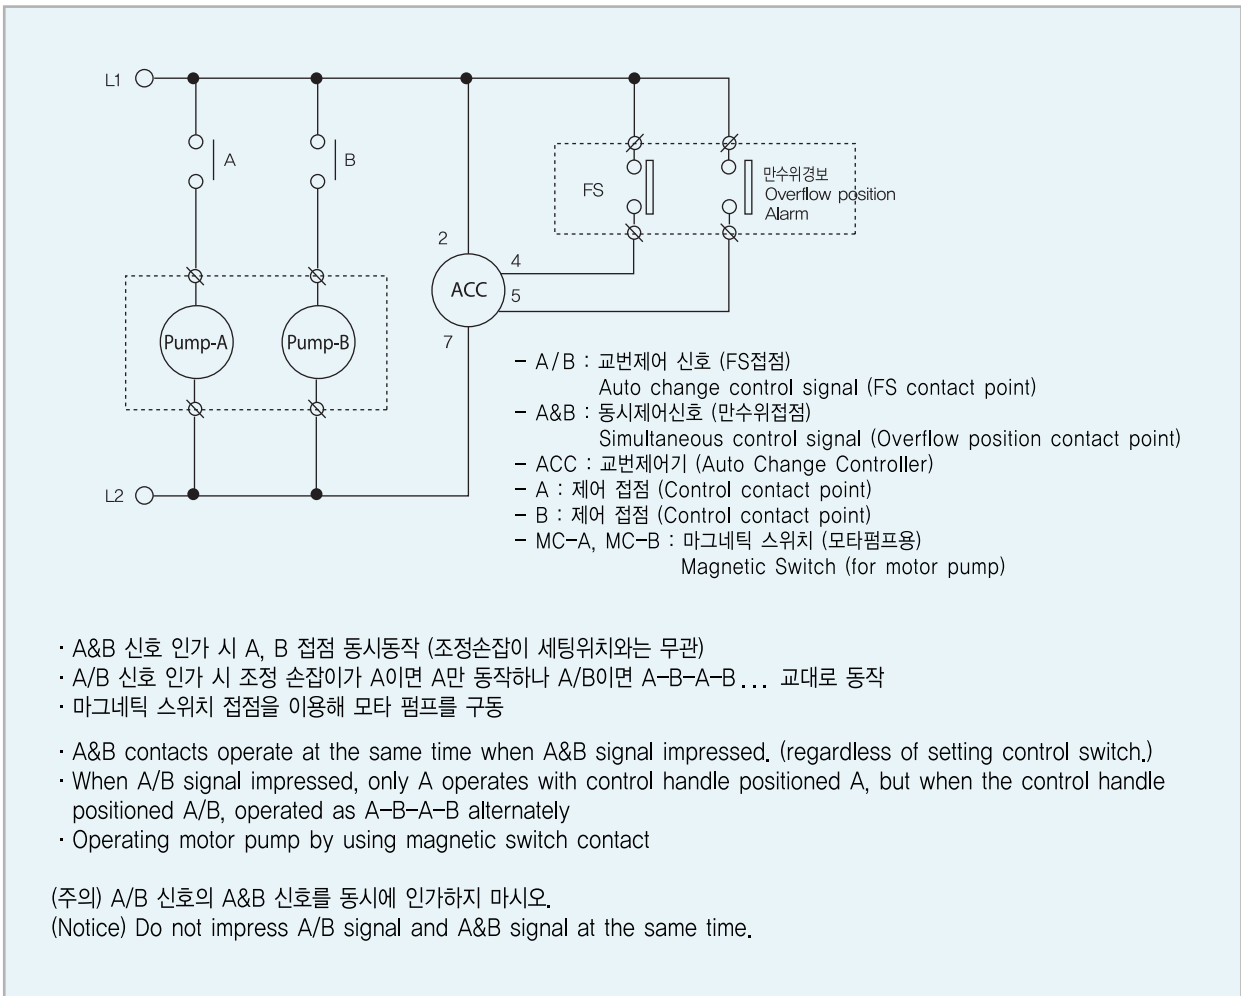 L1
A
B
FS
만수위경보
Overflow position
Alarm
2
4
ACC
5
7
Pump-A
Pump-B
L2
- A/B : 교번제어 신호 (FS접점)
Auto change control signal (FS contact point)
- A&B : 동시제어신호 (만수위접점)
Simultaneous control signal (Overflow position contact point)
- ACC : 교번제어기 (Auto Change Controller)
- A : 제어 접점 (Control contact point)
- B : 제어 접점 (Control contact point)
- MC-A, MC-B : 마그네틱 스위치 (모타펌프용)
Magnetic Switch (for motor pump)
· A&B 신호 인가 시 A, B 접점 동시동작 (조정손잡이 세팅위치와는 무관)
· A/B 신호 인가 시 조정 손잡이가 A이면 A만 동작하나 A/B이면 A-B-A-B... 교대로 동작
· 마그네틱 스위치 접점을 이용해 모타 펌프를 구동
· A&B contacts operate at the same time when A&B signal impressed. (regardless of setting control switch.)
· When A/B signal impressed, only A operates with control handle positioned A, but when the control handle
positioned A/B, operated as A-B-A-B alternately
· Operating motor pump by using magnetic switch contact
(주의) A/B 신호의 A&B 신호를 동시에 인가하지 마시오.
(Notice) Do not impress A/B signal and A&B signal at the same time.